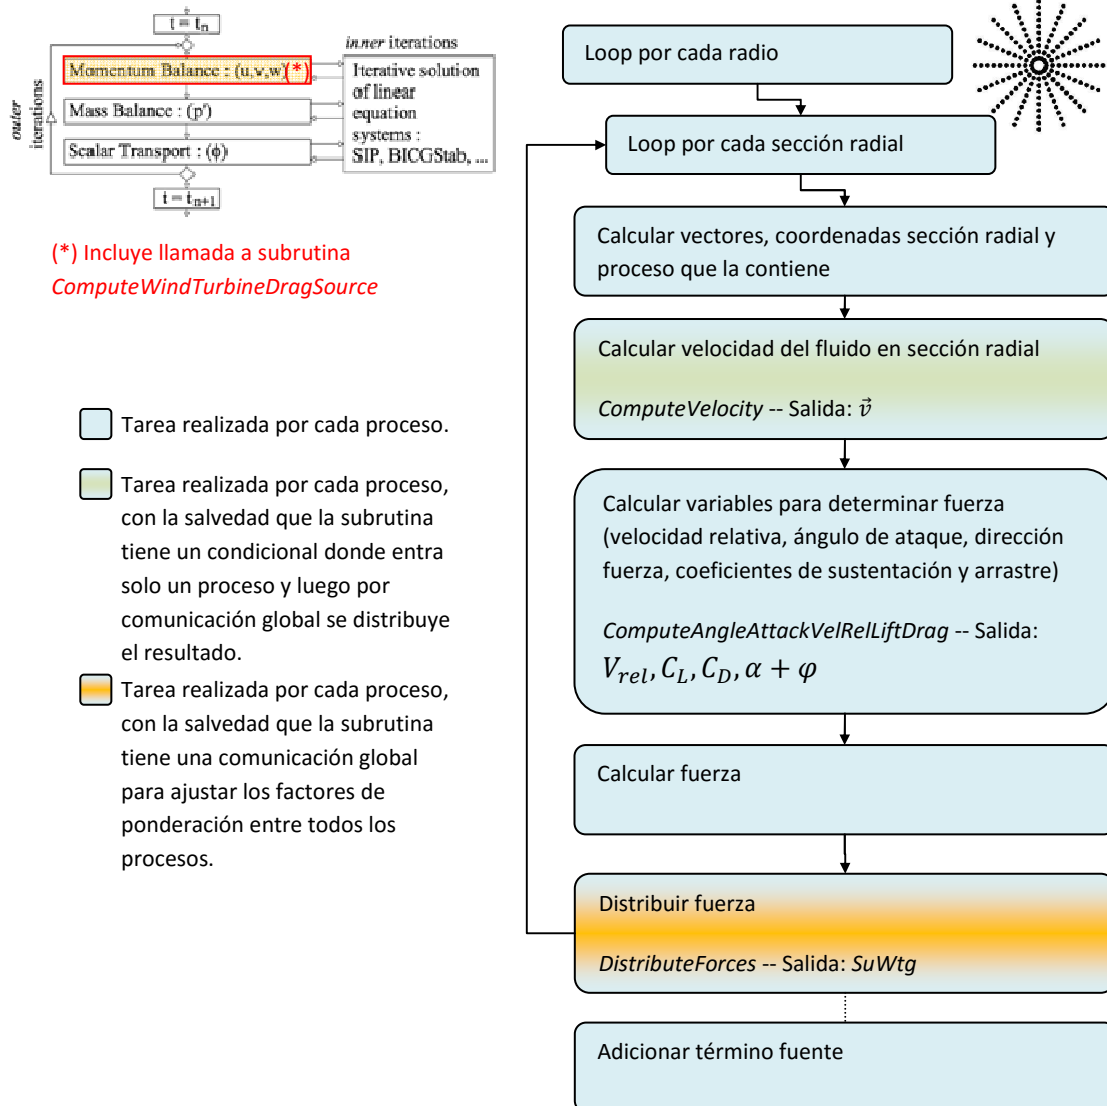 t = tn
inner iterations
Momentum Balance : (u,v,w)(*)
Mass Balance : (p')
Scalar Transport : (ϕ)
outer iterations
Iterative solution
of linear
equation
systems :
SIP, BICGStab, ...
t = tn+1
(*) Incluye llamada a subrutina
ComputeWindTurbineDragSource
Tarea realizada por cada proceso.
Tarea realizada por cada proceso,
con la salvedad que la subrutina
tiene un condicional donde entra
solo un proceso y luego por
comunicación global se distribuye
el resultado.
Tarea realizada por cada proceso,
con la salvedad que la subrutina
tiene una comunicación global
para ajustar los factores de
ponderación entre todos los
procesos.
Loop por cada radio
Loop por cada sección radial
Calcular vectores, coordenadas sección radial y
proceso que la contiene
Calcular velocidad del fluido en sección radial
ComputeVelocity -- Salida: v⃗
Calcular variables para determinar fuerza
(velocidad relativa, ángulo de ataque, dirección
fuerza, coeficientes de sustentación y arrastre)
ComputeAngleAttackVelRelLiftDrag -- Salida:
V_rel, C_L, C_D, α + φ
Calcular fuerza
Distribuir fuerza
DistributeForces -- Salida: SuWtg
Adicionar término fuente